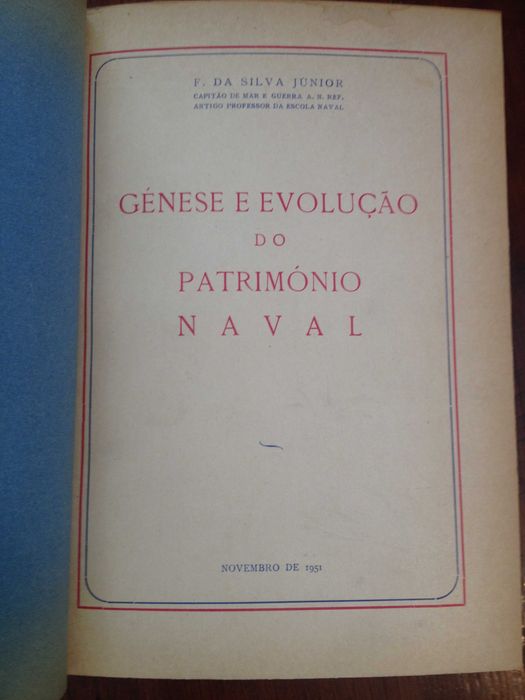 F. DA SILVA JÚNIOR
CAPITÃO DE MAR E GUERRA A. N. REF.
ANTIGO PROFESSOR DA ESCOLA NAVAL
GÉNESE E EVOLUÇÃO
DO
PATRIMÓNIO
NAVAL
NOVEMBRO DE 1951